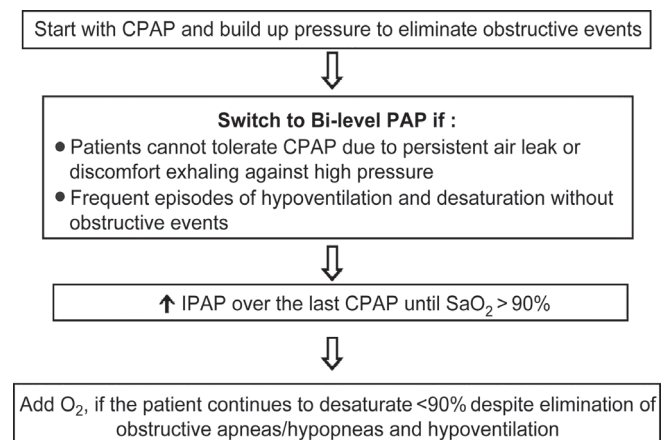 Start with CPAP and build up pressure to eliminate obstructive events
Switch to Bi-level PAP if :
● Patients cannot tolerate CPAP due to persistent air leak or
discomfort exhaling against high pressure
● Frequent episodes of hypoventilation and desaturation without
obstructive events
↑ IPAP over the last CPAP until SaO₂ > 90%
Add O₂, if the patient continues to desaturate <90% despite elimination of
obstructive apneas/hypopneas and hypoventilation